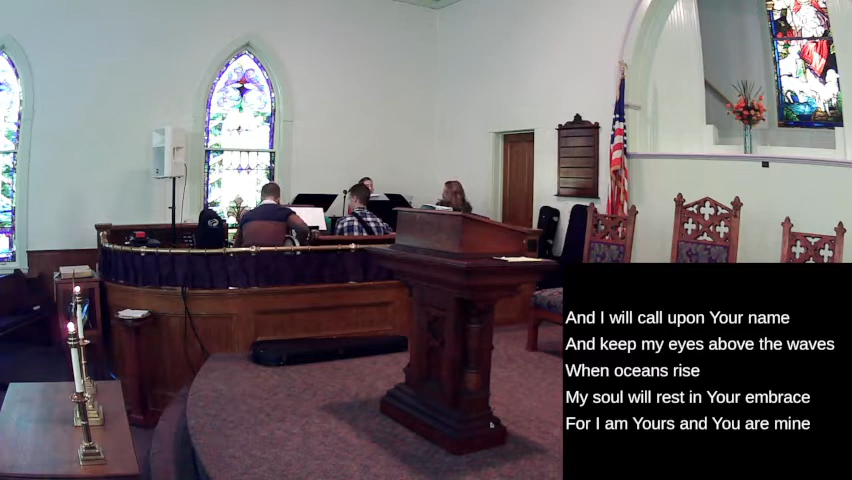 And I will call upon Your name
And keep my eyes above the waves
When oceans rise
My soul will rest in Your embrace
For I am Yours and You are mine